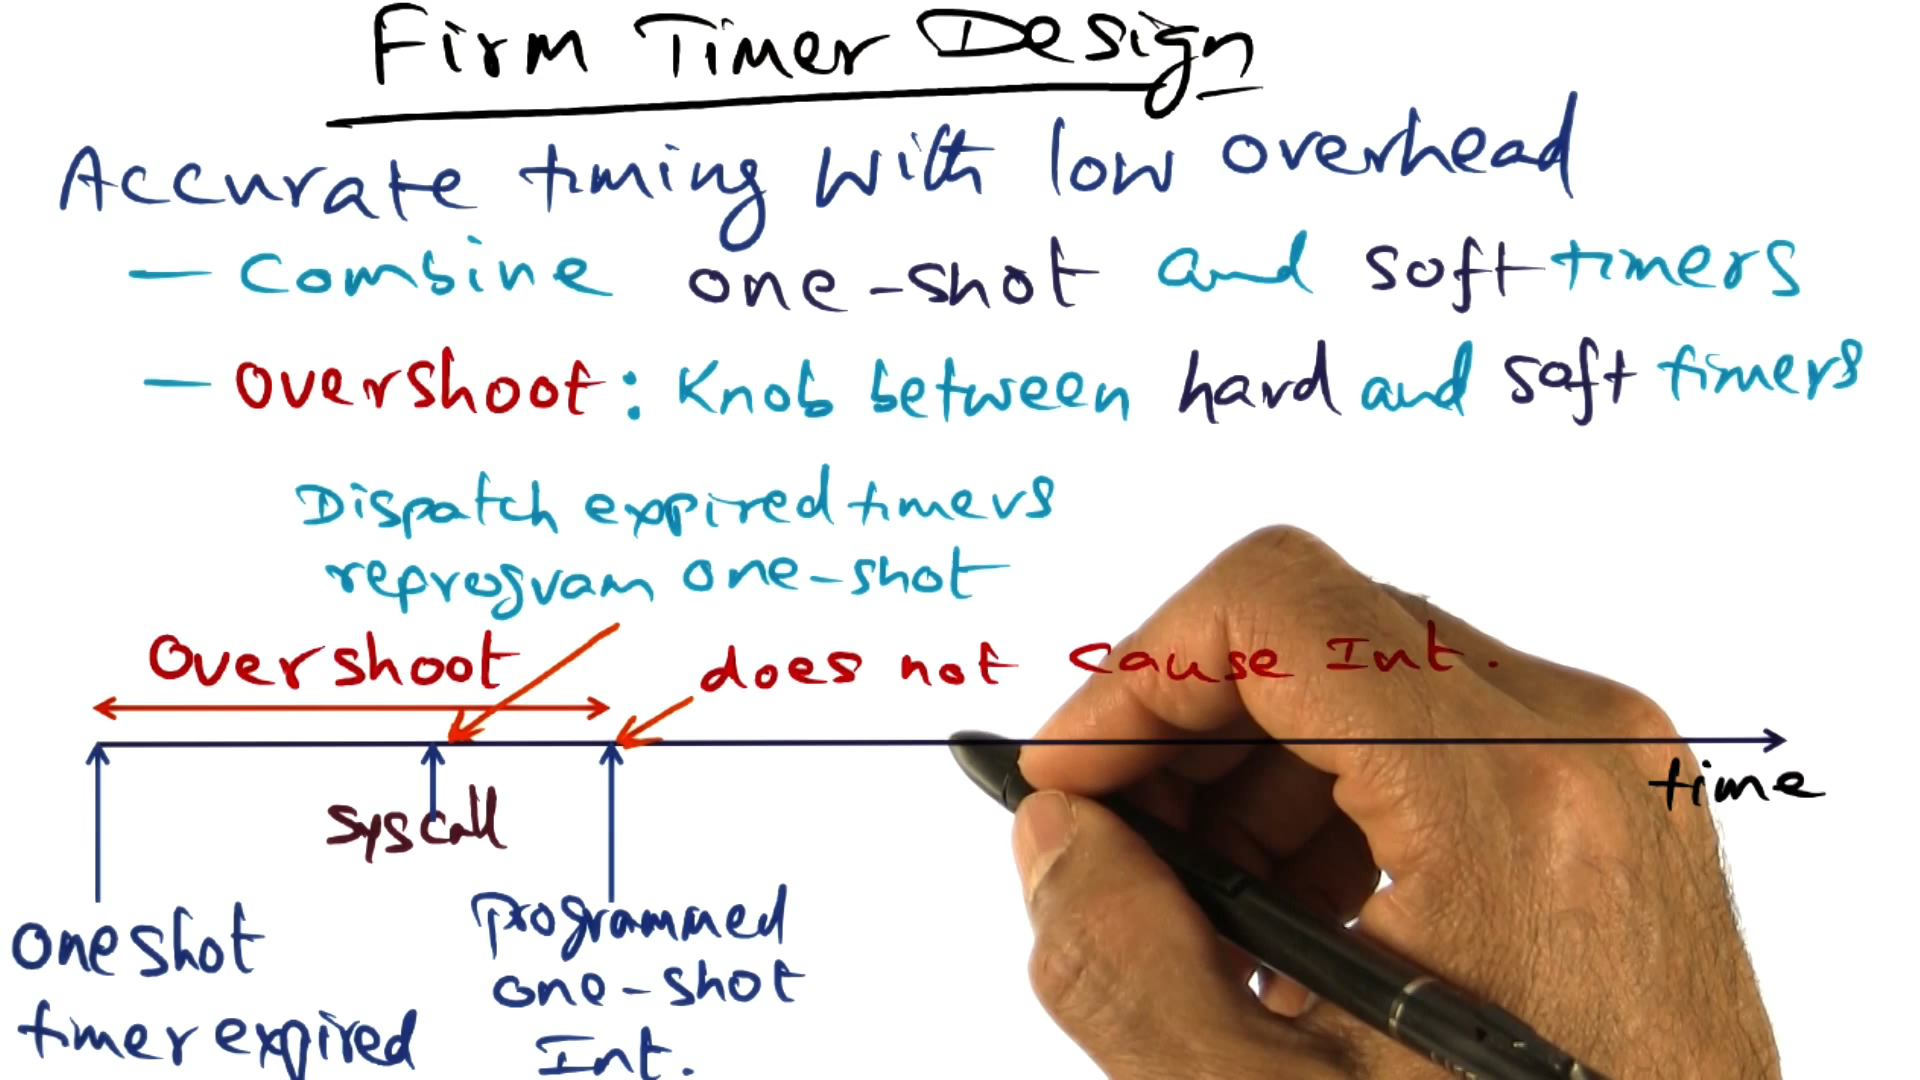 Firm Timer Design
Accurate timing with low overhead
- Combine one-shot and soft timers
- Overshoot: Knob between hard and soft timers
Dispatch expired timers
reprogram one-shot
Overshoot
does not cause Int.
time
Syscall
One shot
timer expired
Programmed
one-shot
Int.